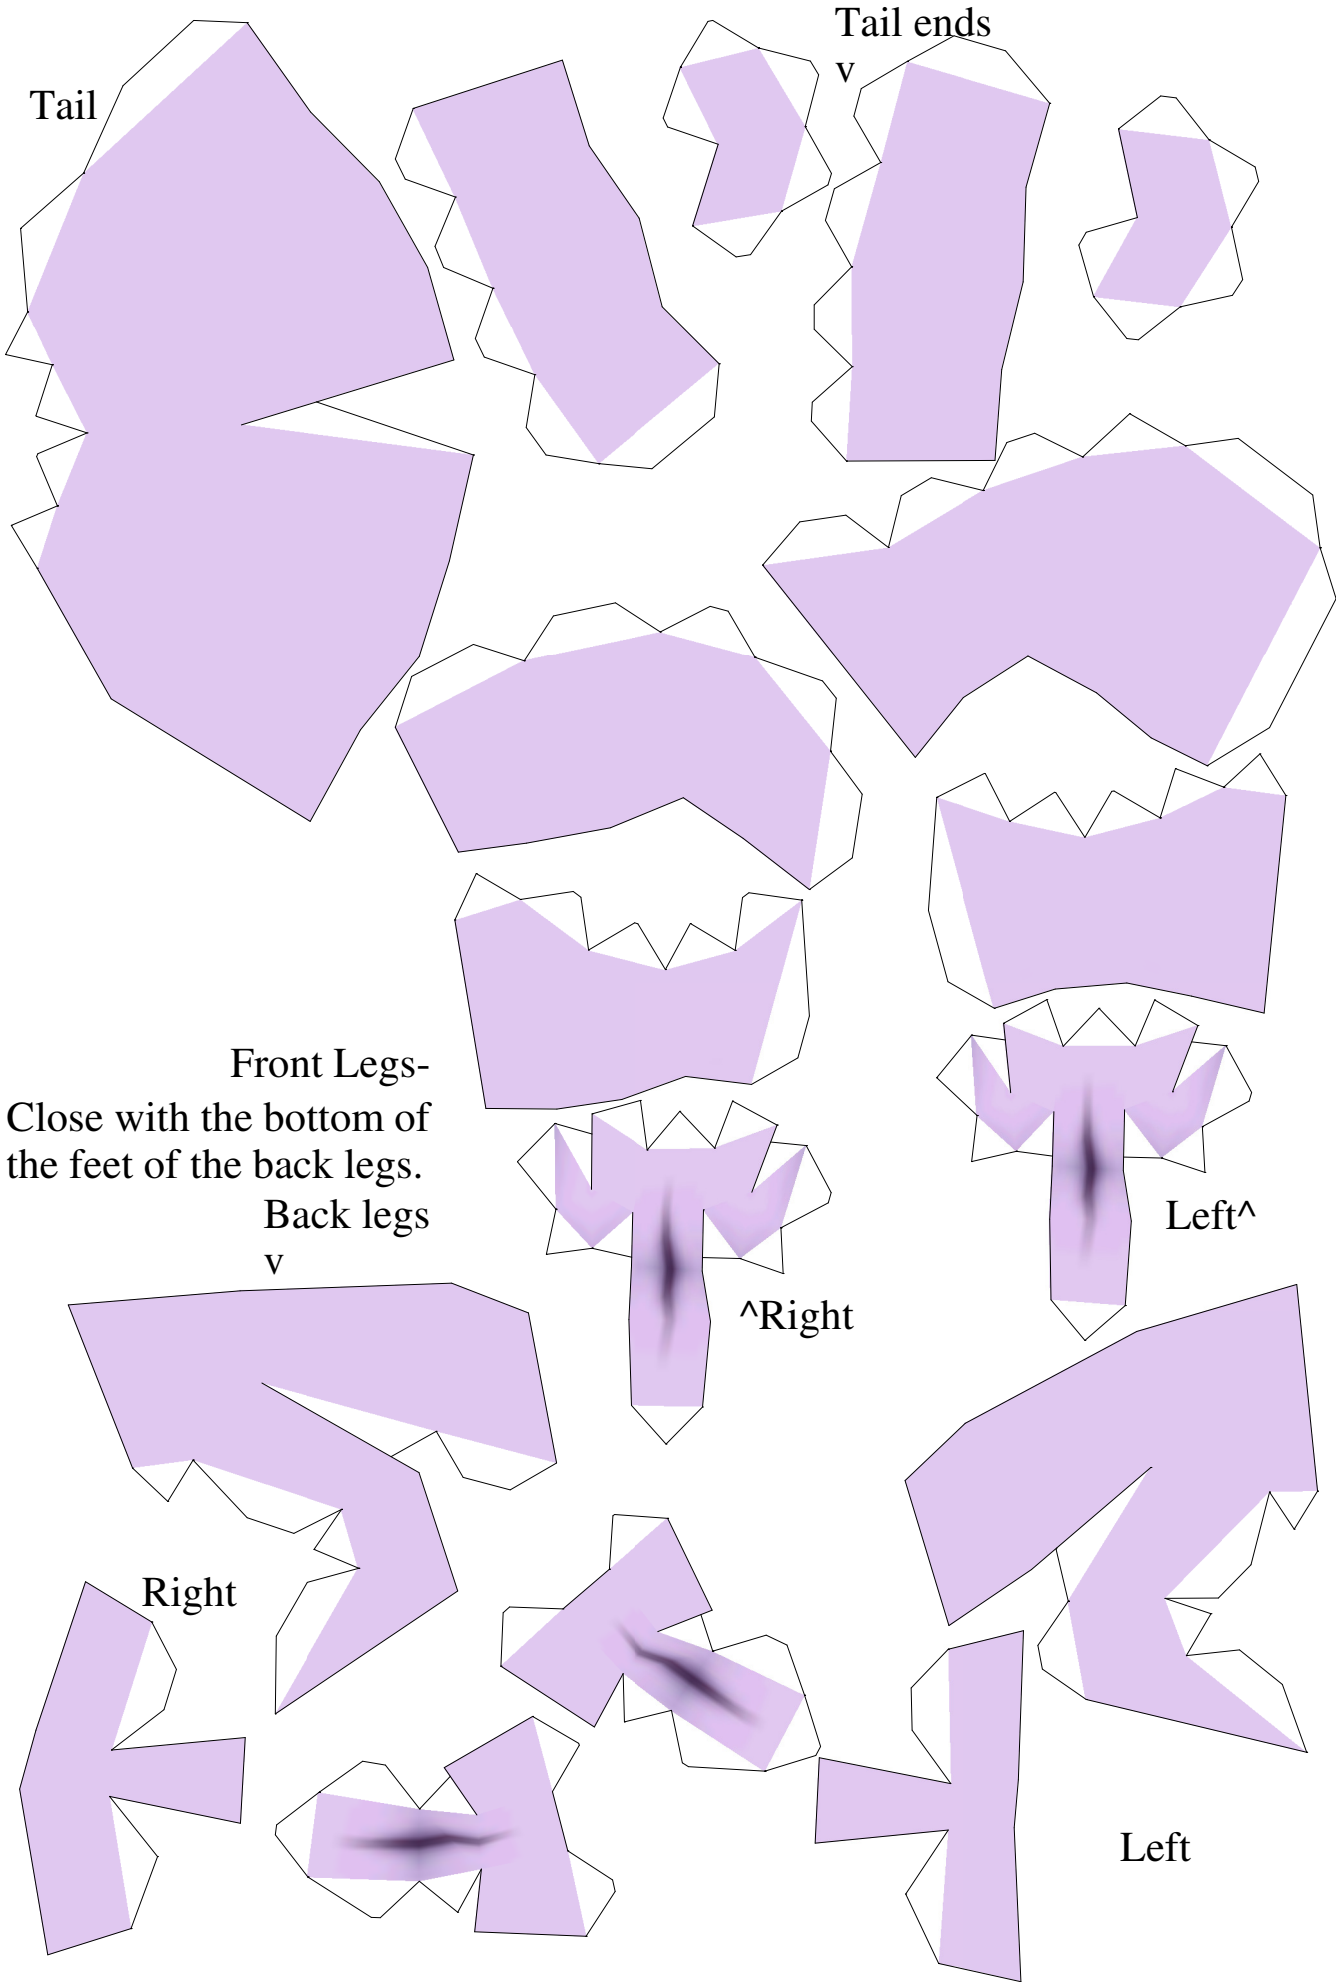 Tail ends
v
Tail
Front Legs-
Close with the bottom of
the feet of the back legs.
Back legs
v
Left^
^Right
Right
Left